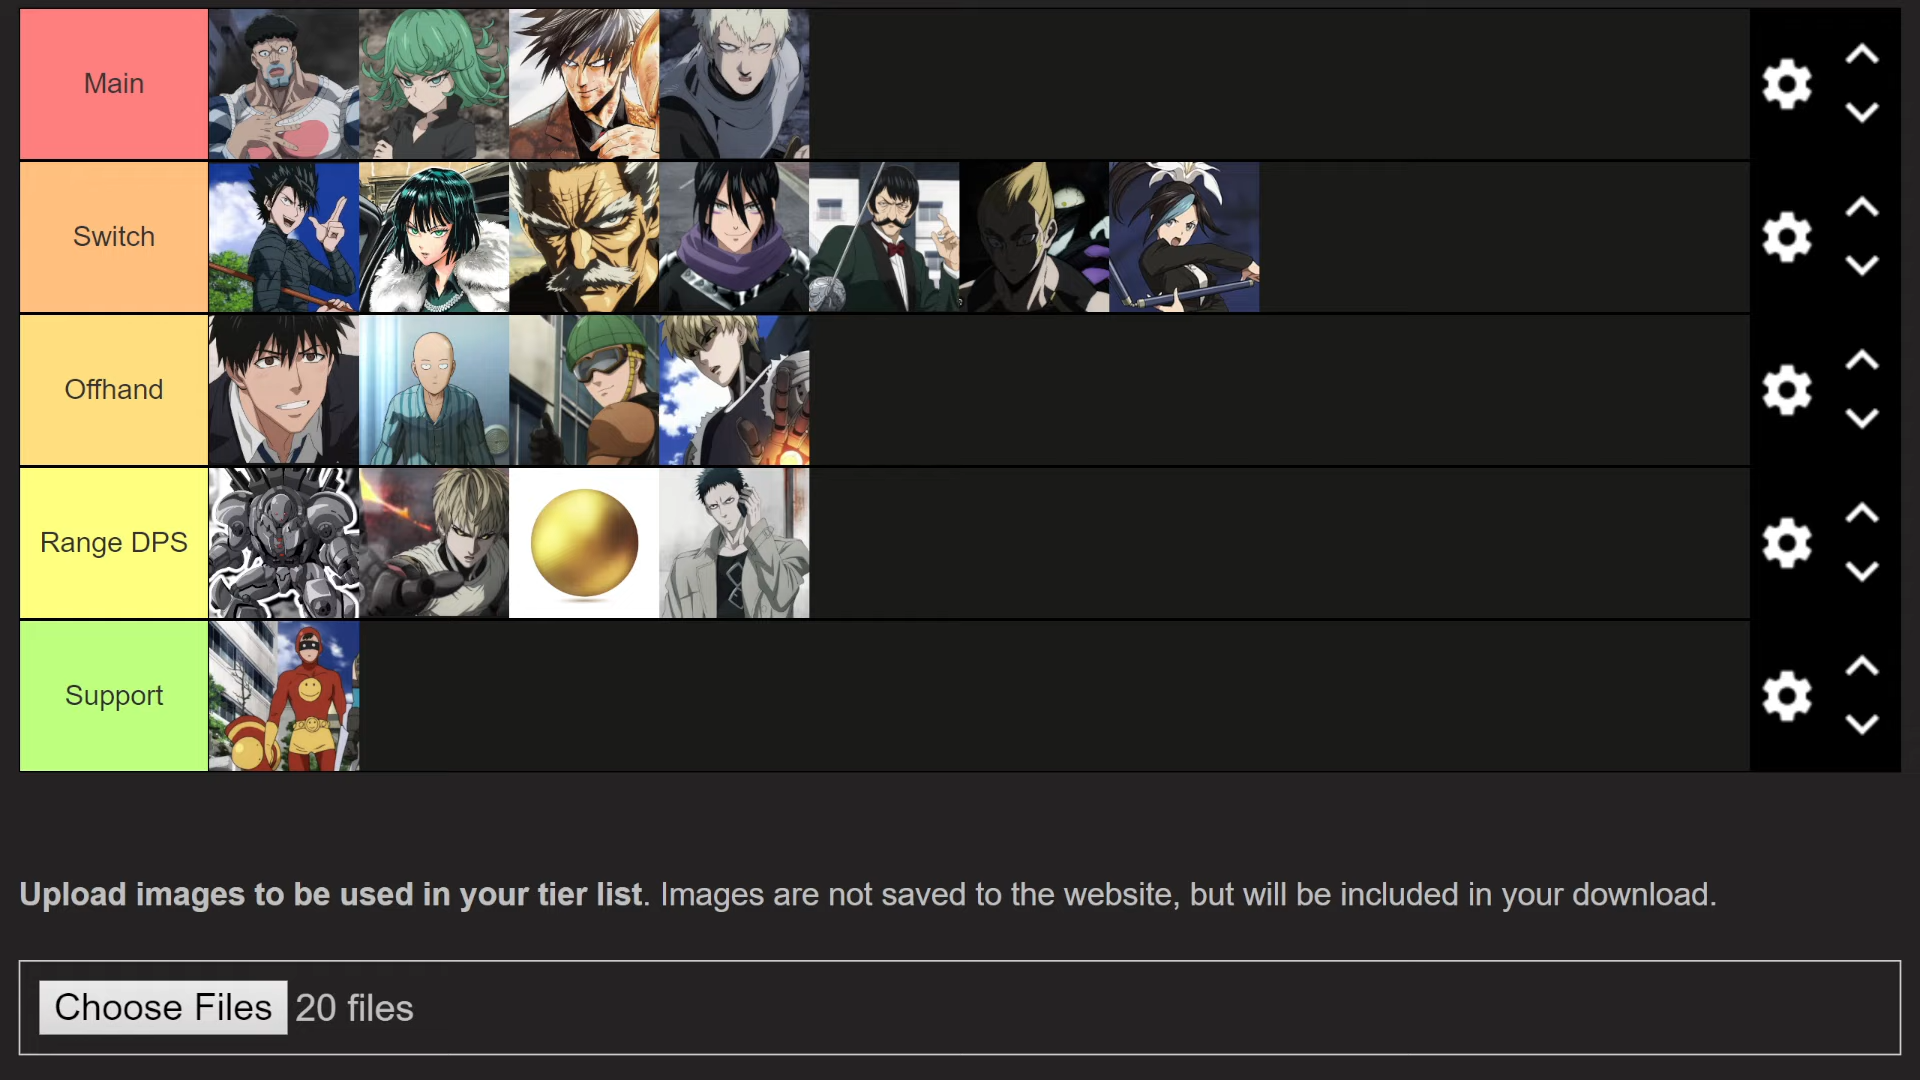 Main
Switch
Offhand
Range DPS
Support
Upload images to be used in your tier list. Images are not saved to the website, but will be included in your download.
Choose Files 20 files